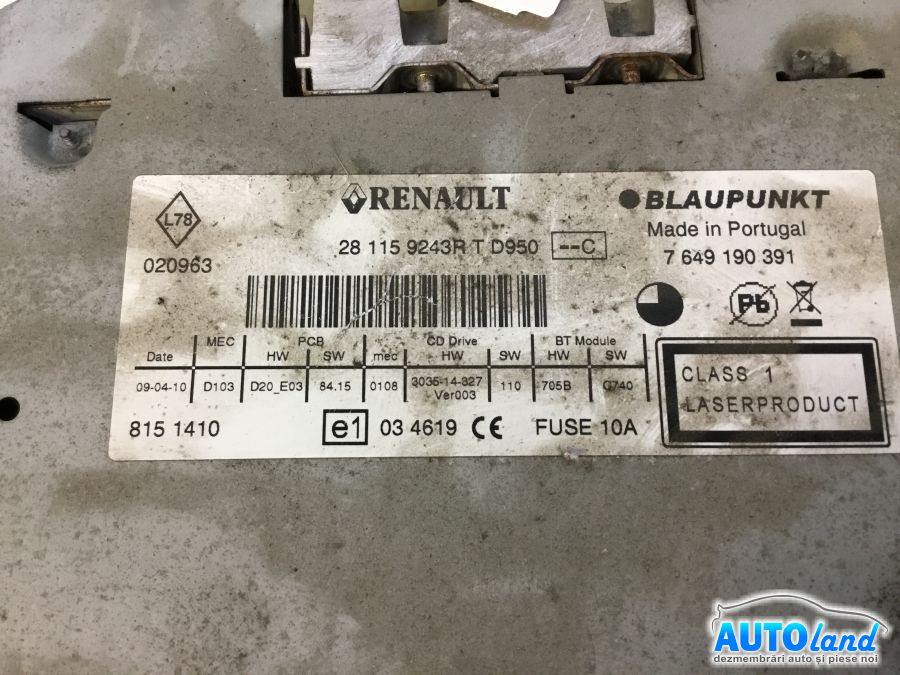 L78
RENAULT
BLAUPUNKT
28 115 9243R T D950 --C
Made in Portugal
020963
7 649 190 391
Pb
MEC PCB CD Drive BT Module
Date HW SW mec HW SW HW SW
09-04-10 D103 D20_E03 84.15 0108 3035-14-327 110 705B C740
Ver003
CLASS 1
LASERPRODUCT
815 1410 e1 03 4619 CE FUSE 10A
AUTOland
dezmembrări auto și piese noi